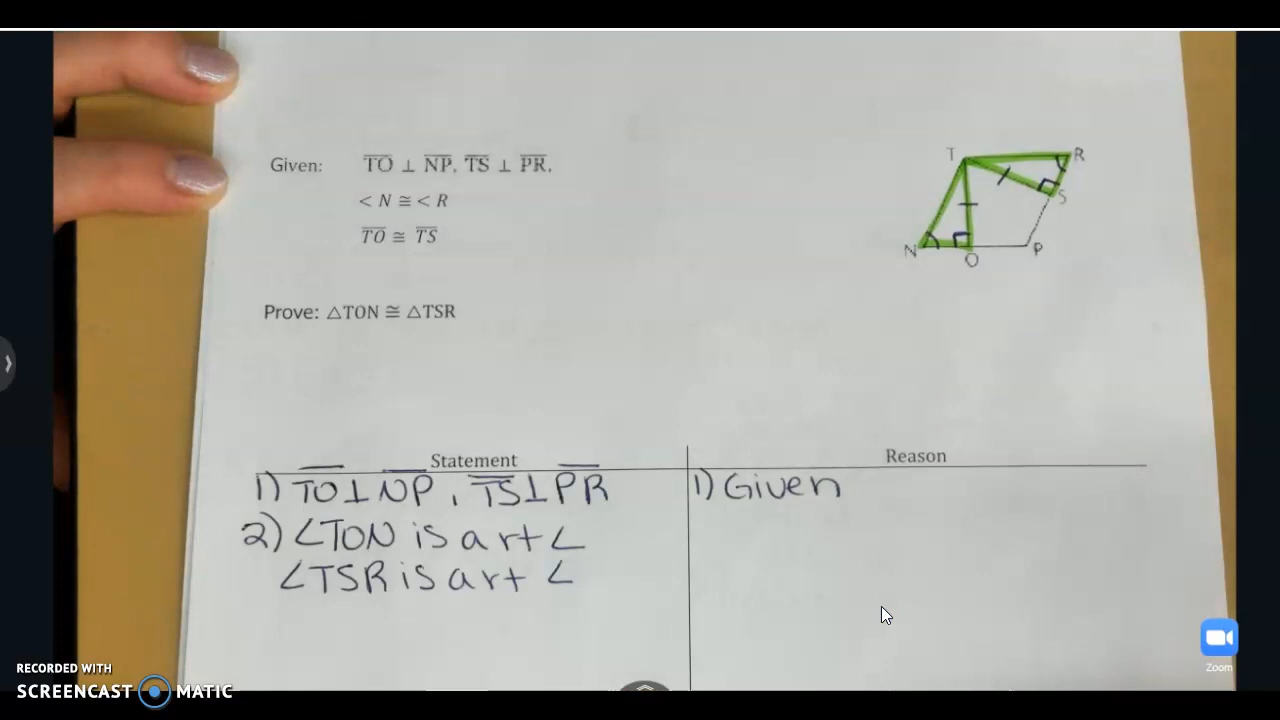 Given: TO ⊥ NP, TS ⊥ PR.
< N ≅ < R
TO ≅ TS
T
R
S
N
O
P
Prove: △TON ≅ △TSR
Statement
Reason
1) TO ⊥ NP, TS ⊥ PR
1) Given
2) ∠TON is a rt ∠
∠TSR is a rt ∠
Zoom
RECORDED WITH
SCREENCAST MATIC